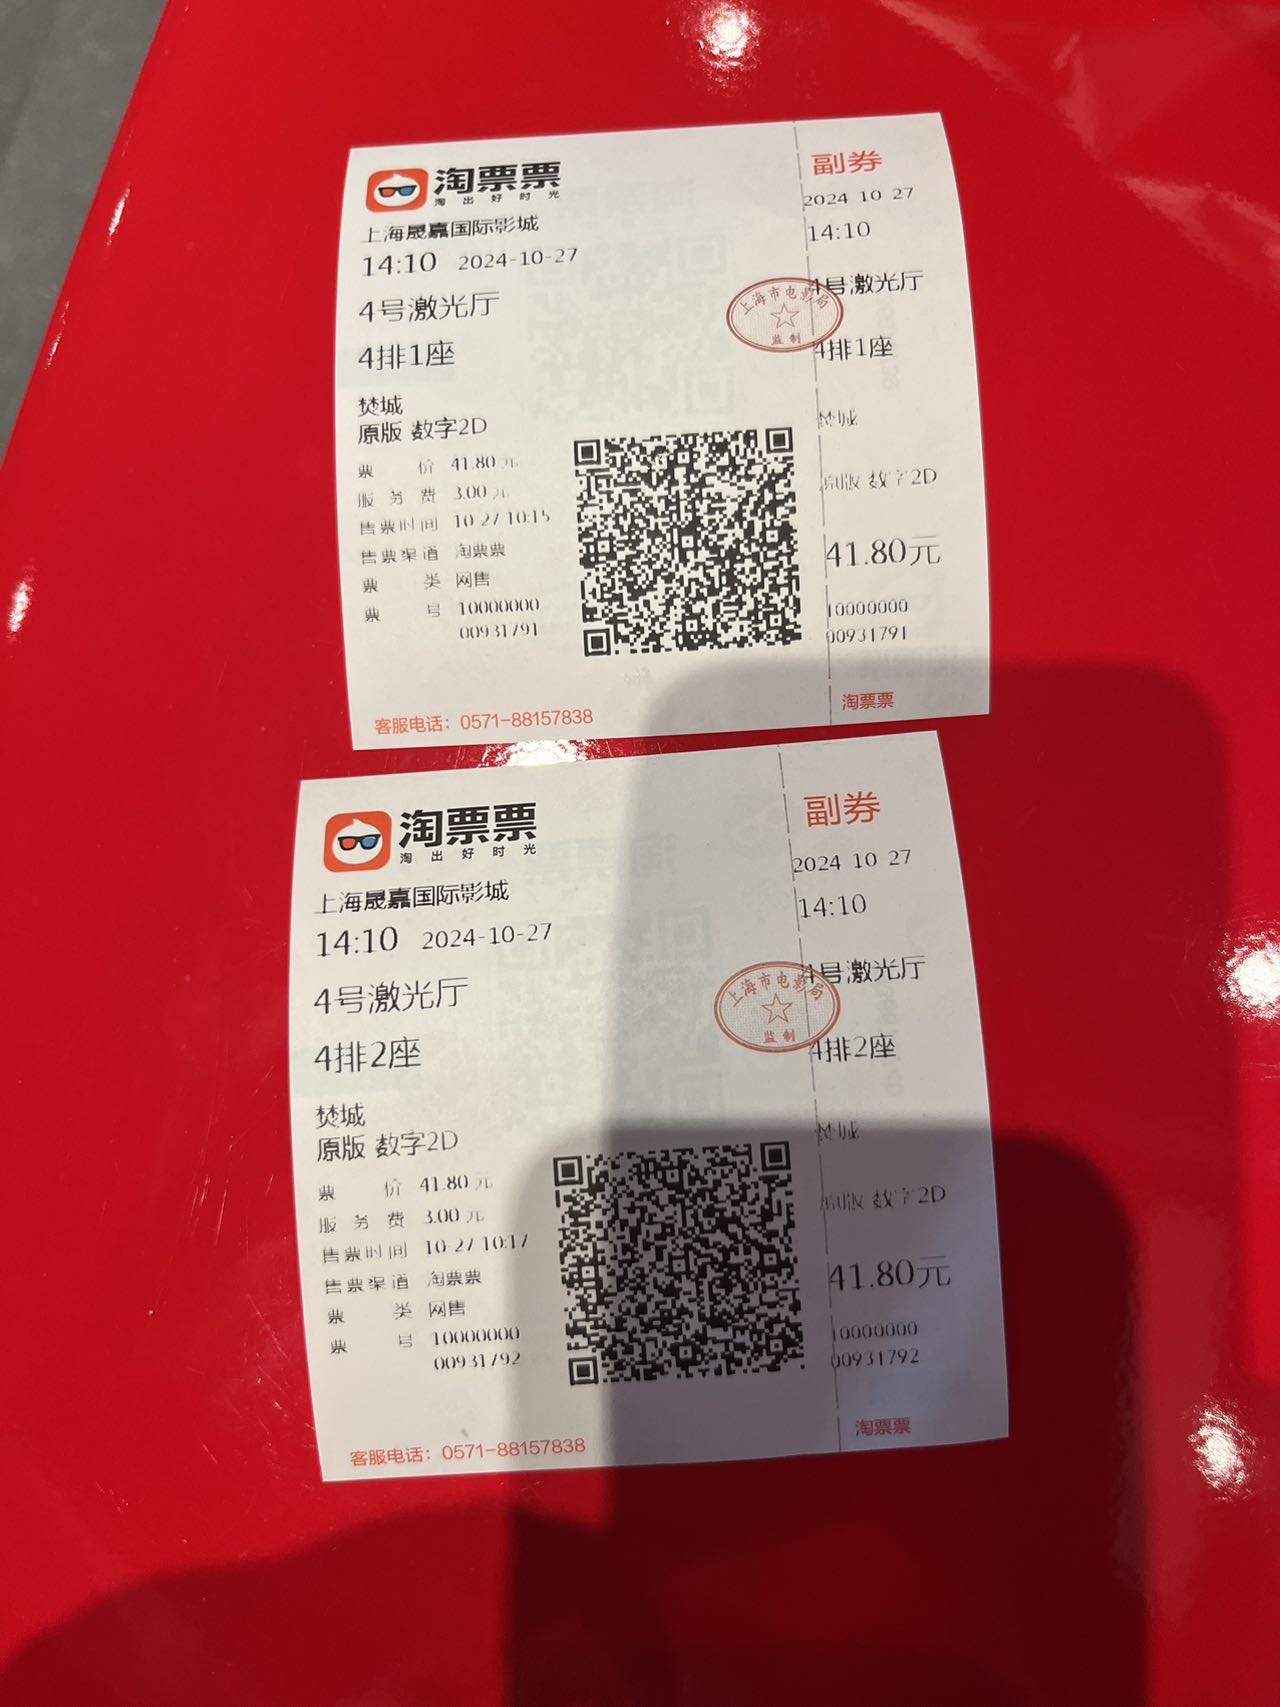 淘票票
淘出好时光
上海晟嘉国际影城
14:10 2024-10-27
4号激光厅
4排1座
焚城
原版 数字2D
票价 41.80元
服务费 3.00元
售票时间 10-27 10:15
售票渠道 淘票票
票类 网售
票号 10000000
00931791
客服电话：0571-88157838
上海市电影局
监制
副券
2024 10 27
14:10
4号激光厅
4排1座
焚城
原版 数字2D
41.80元
10000000
00931791
淘票票
淘票票
淘出好时光
上海晟嘉国际影城
14:10 2024-10-27
4号激光厅
4排2座
焚城
原版 数字2D
票价 41.80元
服务费 3.00元
售票时间 10-27 10:17
售票渠道 淘票票
票类 网售
票号 10000000
00931792
客服电话：0571-88157838
上海市电影局
监制
副券
2024 10 27
14:10
4号激光厅
4排2座
焚城
原版 数字2D
41.80元
10000000
00931792
淘票票